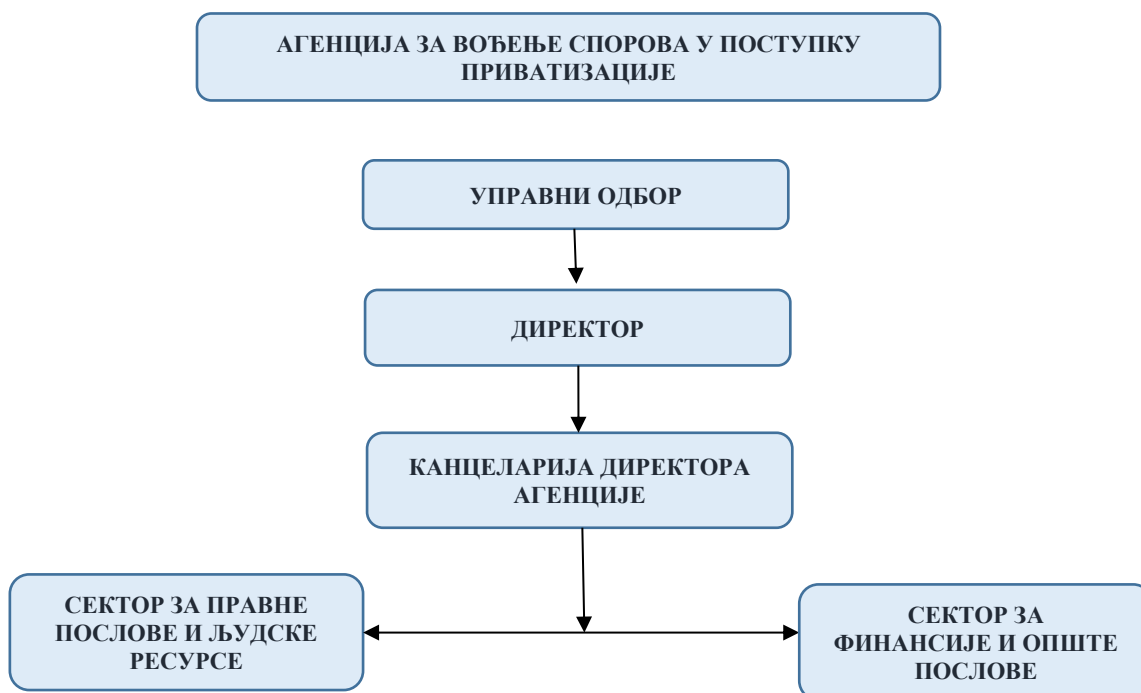 АГЕНЦИЈА ЗА ВОЂЕЊЕ СПОРОВА У ПОСТУПКУ
ПРИВАТИЗАЦИЈЕ
УПРАВНИ ОДБОР
ДИРЕКТОР
КАНЦЕЛАРИЈА ДИРЕКТОРА
АГЕНЦИЈЕ
СЕКТОР ЗА ПРАВНЕ
ПОСЛОВЕ И ЉУДСКЕ
РЕСУРСЕ
СЕКТОР ЗА
ФИНАНСИЈЕ И ОПШТЕ
ПОСЛОВЕ